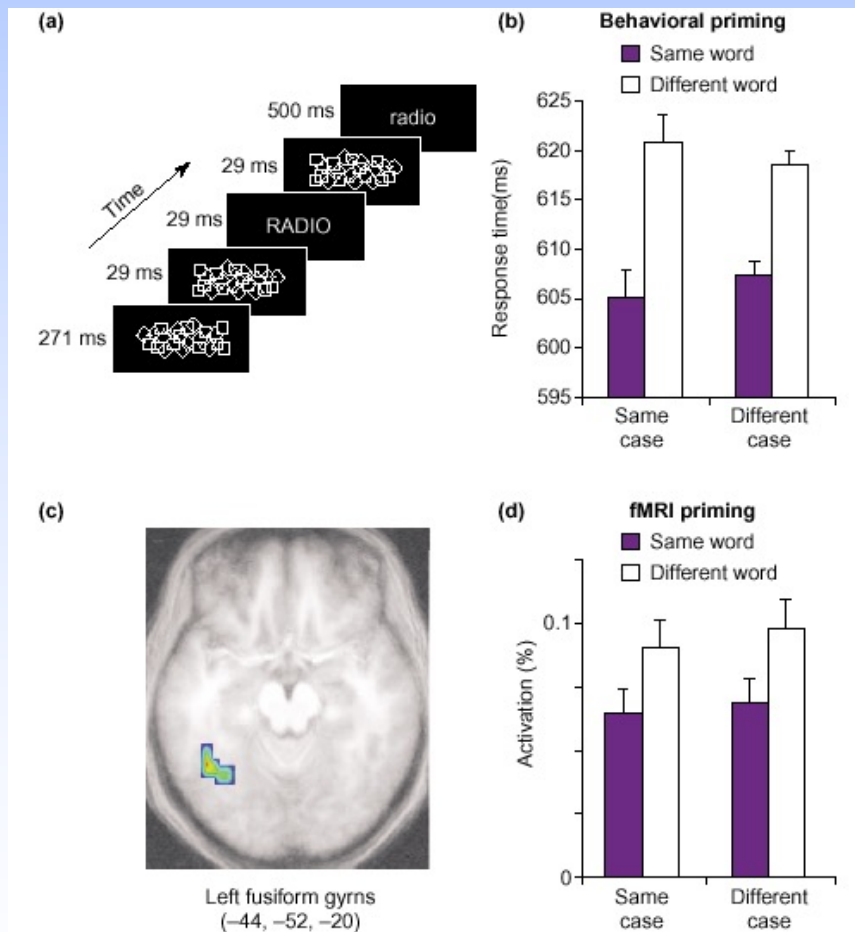 (a)
500 ms
radio
29 ms
Time
29 ms
RADIO
29 ms
271 ms
(b)
Behavioral priming
Same word
Different word
Response time(ms)
625
620
615
610
605
600
595
Same
case
Different
case
(c)
Left fusiform gyrns
(–44, –52, –20)
(d)
fMRI priming
Same word
Different word
Activation (%)
0.1
0
Same
case
Different
case